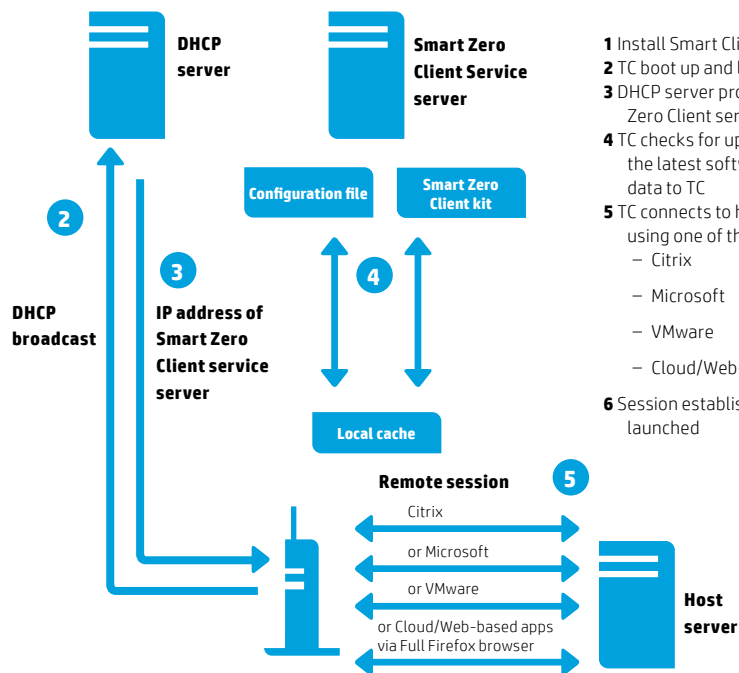 DHCP
server
Smart Zero
Client Service
server
Configuration file
Smart Zero
Client kit
2
3
4
DHCP
broadcast
IP address of
Smart Zero
Client service
server
Local cache
Remote session
5
Citrix
or Microsoft
or VMware
or Cloud/Web-based apps
via Full Firefox browser
Host
server
1 Install Smart Cli
2 TC boot up and
3 DHCP server pro
Zero Client ser
4 TC checks for up
the latest soft
data to TC
5 TC connects to
using one of th
– Citrix
– Microsoft
– VMware
– Cloud/Web
6 Session establis
launched